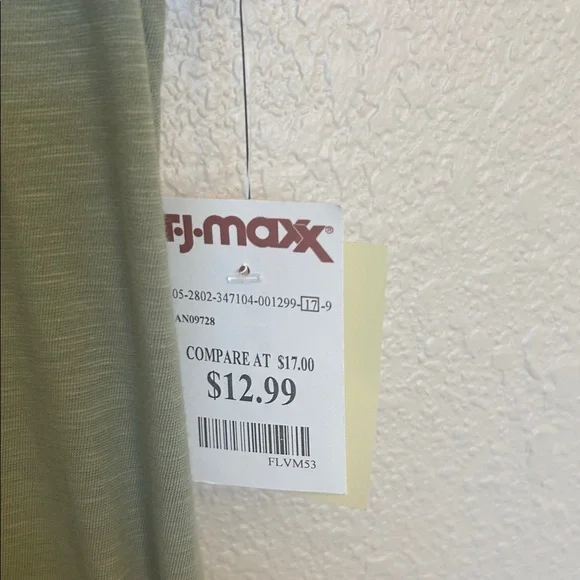 T·J·maxx®
05-2802-347104-001299-17-9
AN09728
COMPARE AT $17.00
$12.99
FLVM53